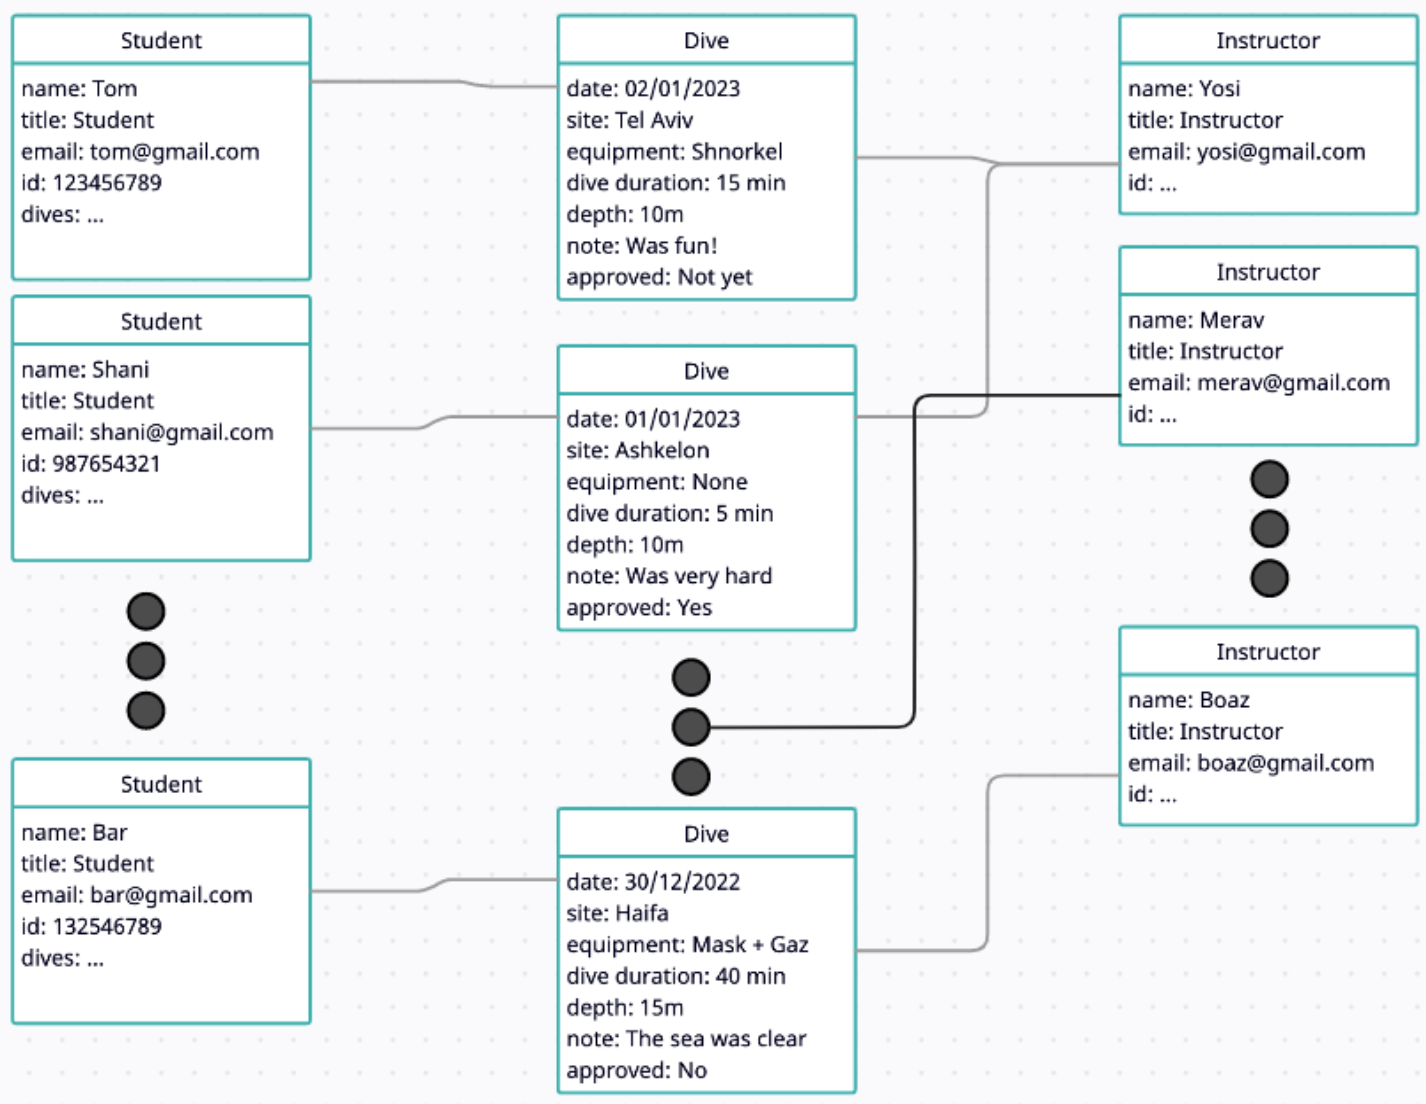 Student
name: Tom
title: Student
email: tom@gmail.com
id: 123456789
dives: ...
Student
name: Shani
title: Student
email: shani@gmail.com
id: 987654321
dives: ...
Student
name: Bar
title: Student
email: bar@gmail.com
id: 132546789
dives: ...
Dive
date: 02/01/2023
site: Tel Aviv
equipment: Shnorkel
dive duration: 15 min
depth: 10m
note: Was fun!
approved: Not yet
Dive
date: 01/01/2023
site: Ashkelon
equipment: None
dive duration: 5 min
depth: 10m
note: Was very hard
approved: Yes
Dive
date: 30/12/2022
site: Haifa
equipment: Mask + Gaz
dive duration: 40 min
depth: 15m
note: The sea was clear
approved: No
Instructor
name: Yosi
title: Instructor
email: yosi@gmail.com
id: ...
Instructor
name: Merav
title: Instructor
email: merav@gmail.com
id: ...
Instructor
name: Boaz
title: Instructor
email: boaz@gmail.com
id: ...